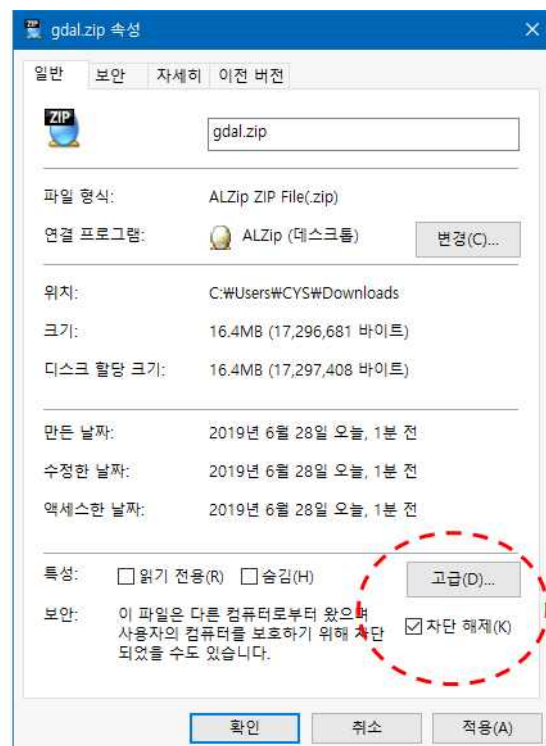 gdal.zip 속성
일반 보안 자세히 이전 버전
ZIP
gdal.zip
파일 형식: ALZip ZIP File(.zip)
연결 프로그램: ALZip (데스크톱) 변경(C)...
위치: C:₩Users₩CYS₩Downloads
크기: 16.4MB (17,296,681 바이트)
디스크 할당 크기: 16.4MB (17,297,408 바이트)
만든 날짜: 2019년 6월 28일 오늘, 1분 전
수정한 날짜: 2019년 6월 28일 오늘, 1분 전
액세스한 날짜: 2019년 6월 28일 오늘, 1분 전
특성: 읽기 전용(R) 숨김(H) 고급(D)...
보안: 이 파일은 다른 컴퓨터로부터 왔으며
사용자의 컴퓨터를 보호하기 위해 차단 차단 해제(K)
되었을 수도 있습니다.
확인 취소 적용(A)